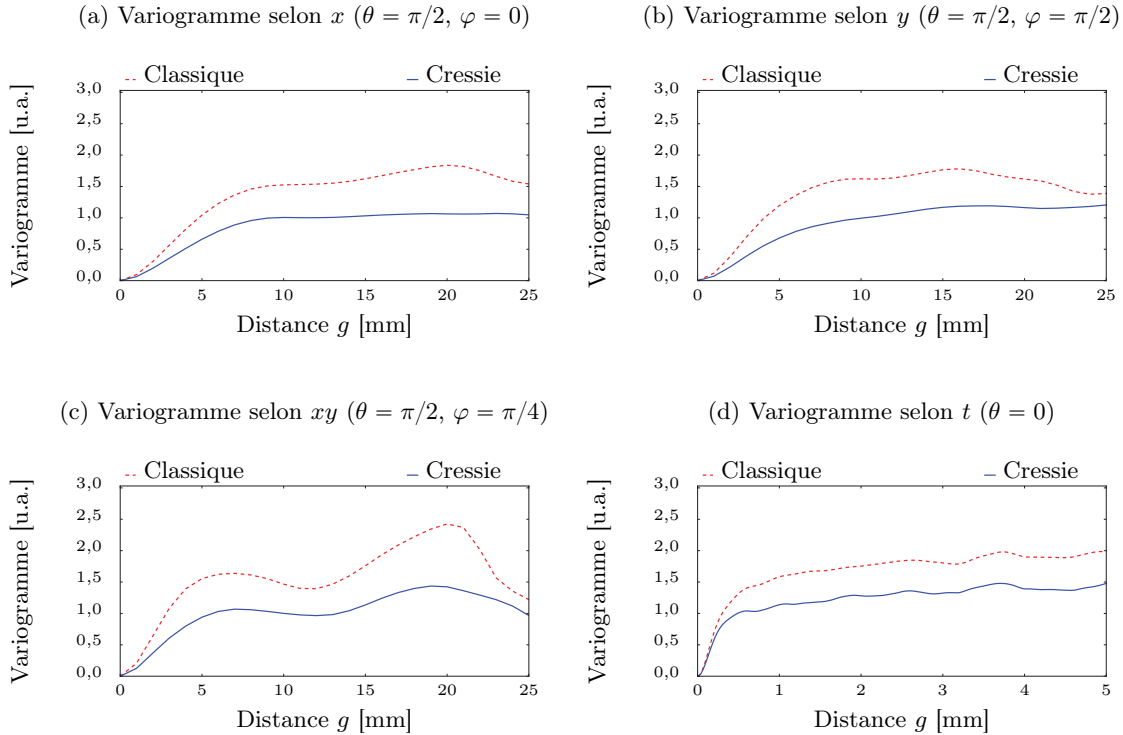 (a) Variogramme selon x (θ = π/2, φ = 0)
Classique Cressie
3,0
2,5
2,0
1,5
1,0
0,5
0,0
Variogramme [u.a.]
0 5 10 15 20 25
Distance g [mm]
(b) Variogramme selon y (θ = π/2, φ = π/2)
Classique Cressie
3,0
2,5
2,0
1,5
1,0
0,5
0,0
Variogramme [u.a.]
0 5 10 15 20 25
Distance g [mm]
(c) Variogramme selon xy (θ = π/2, φ = π/4)
Classique Cressie
3,0
2,5
2,0
1,5
1,0
0,5
0,0
Variogramme [u.a.]
0 5 10 15 20 25
Distance g [mm]
(d) Variogramme selon t (θ = 0)
Classique Cressie
3,0
2,5
2,0
1,5
1,0
0,5
0,0
Variogramme [u.a.]
0 1 2 3 4 5
Distance g [mm]